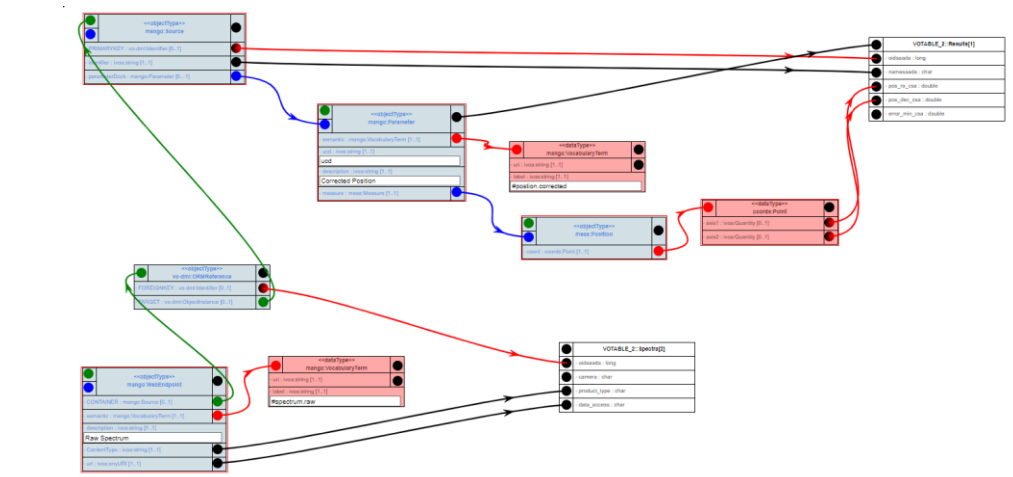 <<objectType>>
mango:Source
PRIMARYKEY : vo-dml:Identifier [0..1]
identifier : ivoa:string [1..1]
parameterDock : mango:Parameter [0..1]
VOTABLE_2::Results[1]
oidsaada : long
namesaada : char
pos_ra_csa : double
pos_dec_csa : double
error_min_csa : double
<<objectType>>
mango:Parameter
semantic : mango:VocabularyTerm [1..1]
ucd : ivoa:string [1..1]
ucd
description : ivoa:string [1..1]
Corrected Position
measure : meas:Measure [1..1]
<<dataType>>
mango:VocabularyTerm
uri : ivoa:string [1..1]
label : ivoa:string [1..1]
#postion.corrected
<<objectType>>
meas:Position
coord : coords:Point [1..1]
<<dataType>>
coords:Point
axis1 : ivoa:Quantity [0..1]
axis2 : ivoa:Quantity [0..1]
<<objectType>>
vo-dml:ORMReference
FOREIGNKEY : vo-dml:Identifier [0..1]
TARGET : vo-dml:ObjectInstance [0..1]
VOTABLE_2::Spectra[2]
oidsaada : long
camera : char
product_type : char
data_access : char
<<objectType>>
mango:WebEndpoint
CONTAINER : mango:Source [0..1]
semantic : mango:VocabularyTerm [1..1]
description : ivoa:string [1..1]
Raw Spectrum
ContentType : ivoa:string [1..1]
url : ivoa:anyURI [1..1]
<<dataType>>
mango:VocabularyTerm
uri : ivoa:string [1..1]
label : ivoa:string [1..1]
#spectrum.raw